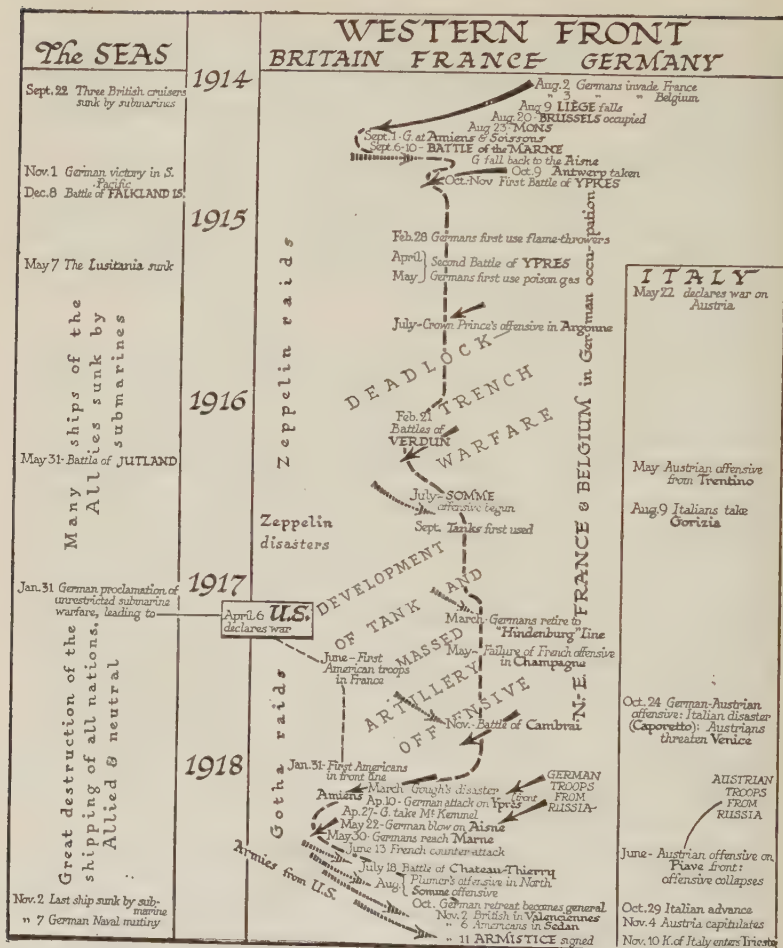 The SEAS
WESTERN FRONT
BRITAIN FRANCE GERMANY
1914
Sept. 22 Three British cruisers
sunk by submarines
Nov. 1 German victory in S.
Pacific
Dec. 8 Battle of FALKLAND IS.
Aug. 2 Germans invade France
" 3 " " Belgium
Aug 9 LIÈGE falls
Aug. 20 - BRUSSELS occupied
Aug 23 - MONS
Sept. 1 - G. at Amiens & Soissons
Sept. 6-10 - BATTLE of the MARNE
G fall back to the Aisne
Oct. 9 Antwerp taken
Oct.-Nov First Battle of YPRES
1915
May 7 The Lusitania sunk
Feb. 28 Germans first use flame-throwers
April } Second Battle of YPRES
May } Germans first use poison gas
July - Crown Prince's offensive in Argonne
Zeppelin raids
DEADLOCK—
TRENCH
WARFARE
N.E. FRANCE & BELGIUM in German occupation
ITALY
May 22 declares war on
Austria
Many ships of the
Allies sunk by
submarines
1916
May 31 - Battle of JUTLAND
Feb. 21
Battles of
VERDUN
July - SOMME
offensive begun
Sept. Tanks first used
Zeppelin
disasters
May Austrian offensive
from Trentino
Aug. 9 Italians take
Gorizia
1917
Jan. 31 German proclamation of
unrestricted submarine
warfare, leading to
April 6 U.S.
declares war
June - First
American troops
in France
DEVELOPMENT
OF TANK AND
MASSED
ARTILLERY
OFFENSIVE
March - Germans retire to
"Hindenburg" line
May - Failure of French offensive
in Champagne
Nov. - Battle of Cambrai
Oct. 24 German-Austrian
offensive: Italian disaster
(Caporetto): Austrians
threaten Venice
Great destruction of the
shipping of all nations.
Allied & neutral
Gotha raids
1918
Jan. 31 - First Americans
in front line
March Gough's disaster
Amiens
Ap. 10 - German attack on Ypres
front
Ap. 27 - G. take Mt Kemmel
May 22 - German blow on Aisne
May 30 - Germans reach Marne
June 13 French counter attack
July 18 Battle of Chateau-Thierry
Aug. { Plumer's offensive in North
Somme offensive
Oct. German retreat becomes general
Nov. 2 British in Valenciennes
" 6 Americans in Sedan
" 11 ARMISTICE signed
Armies from U.S.
GERMAN
TROOPS
FROM
RUSSIA
AUSTRIAN
TROOPS
FROM
RUSSIA
June - Austrian offensive on
Piave front:
offensive collapses
Oct. 29 Italian advance
Nov. 4 Austria capitulates
Nov. 10 K. of Italy enters Trieste
Nov. 2 Last ship sunk by sub-
marine
" 7 German Naval mutiny